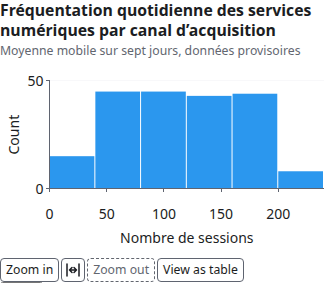 Fréquentation quotidienne des services
numériques par canal d’acquisition
Moyenne mobile sur sept jours, données provisoires
50
Count
0
0 50 100 150 200
Nombre de sessions
Zoom in Zoom out View as table